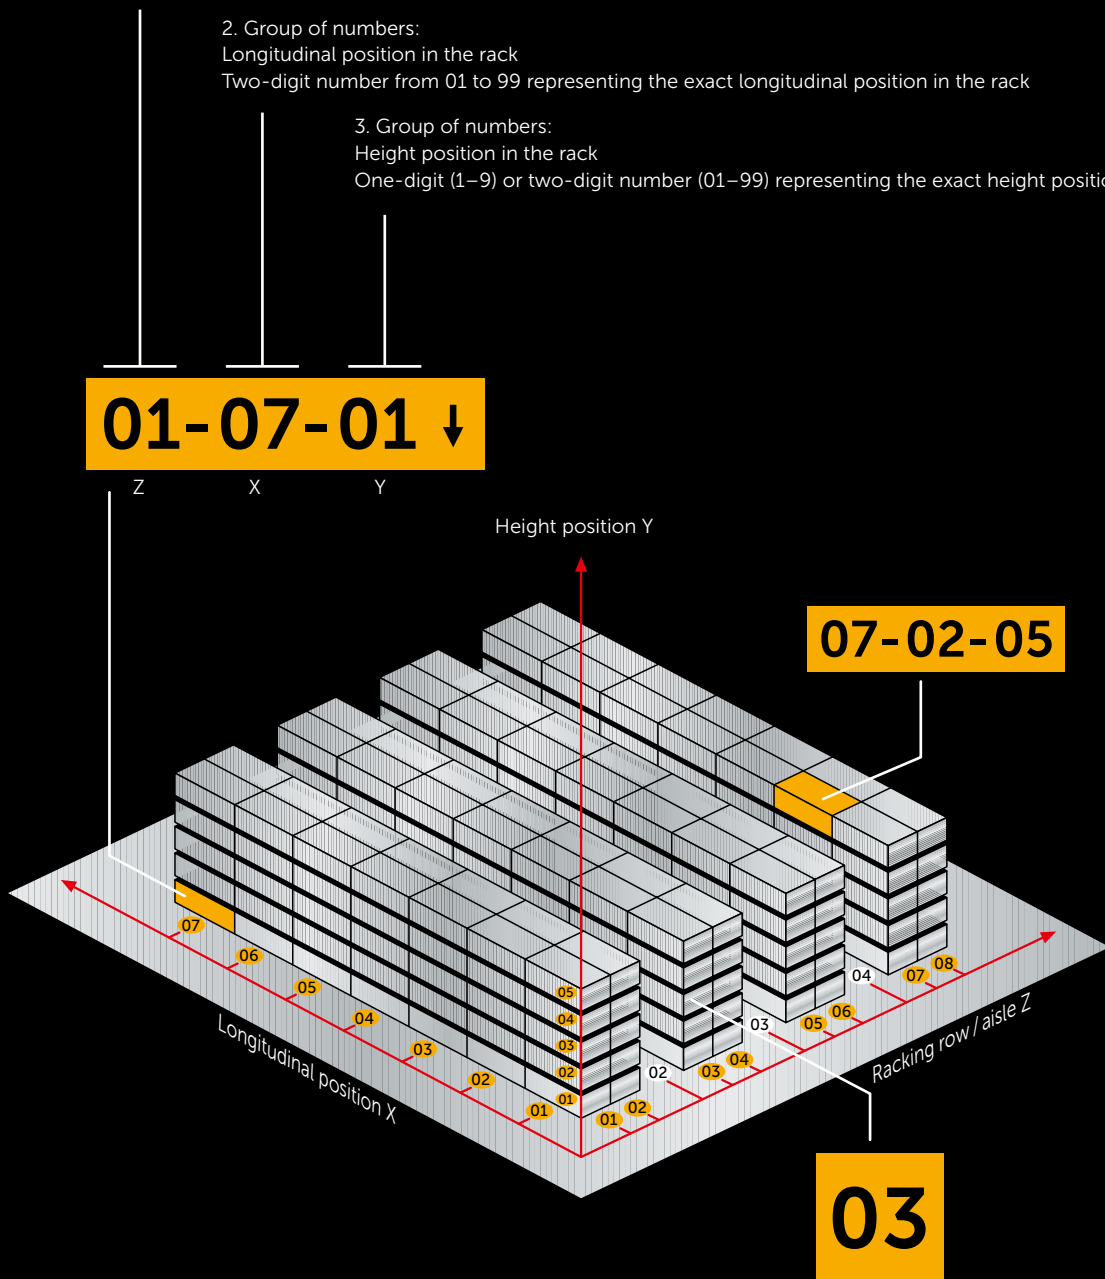 2. Group of numbers:
Longitudinal position in the rack
Two-digit number from 01 to 99 representing the exact longitudinal position in the rack
3. Group of numbers:
Height position in the rack
One-digit (1–9) or two-digit number (01–99) representing the exact height positio
01-07-01 ↓
Z X Y
Height position Y
07-02-05
07
06
05
04
03
02
01
05
04
03
02
01
01
02
02
03
04
03
05
06
04
07
08
Longitudinal position X
Racking row / aisle Z
03